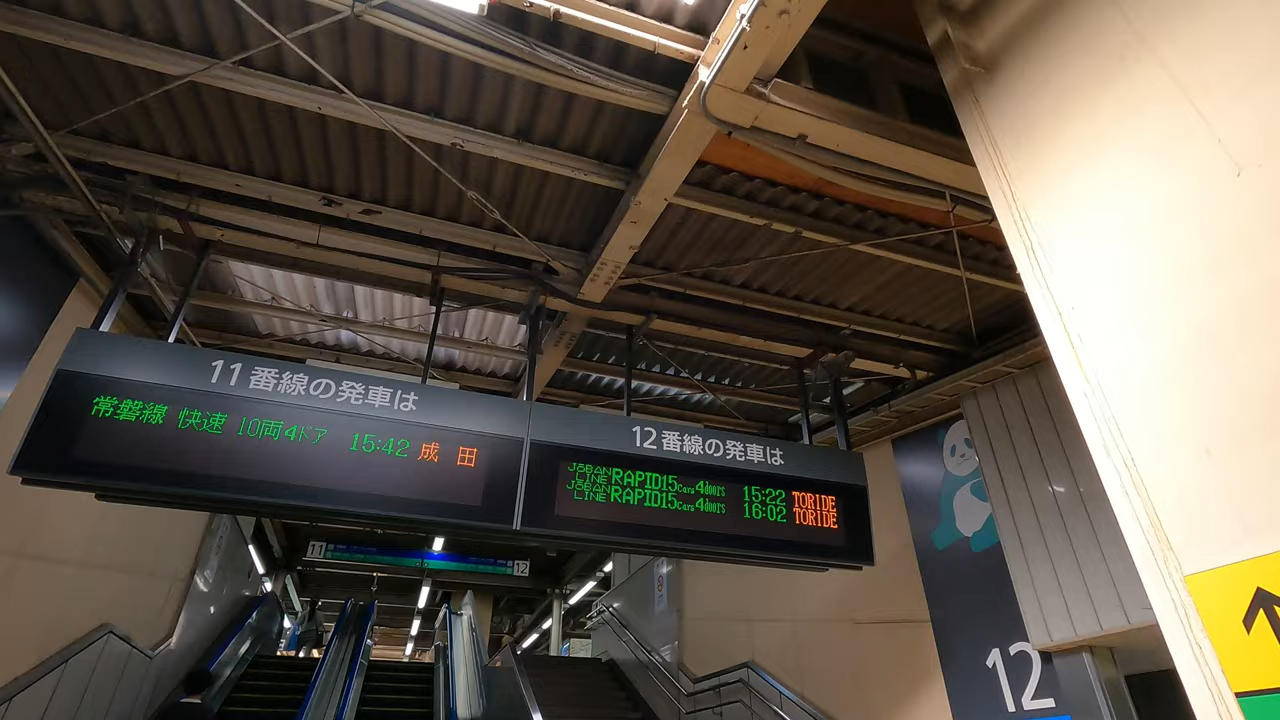 11番線の発車は
常磐線 快速 10両4ドア 15:42 成田
12番線の発車は
JōBAN LINE RAPID 15Cars 4doors 15:22 TORIDE
JōBAN LINE RAPID 15Cars 4doors 16:02 TORIDE
11
12
12